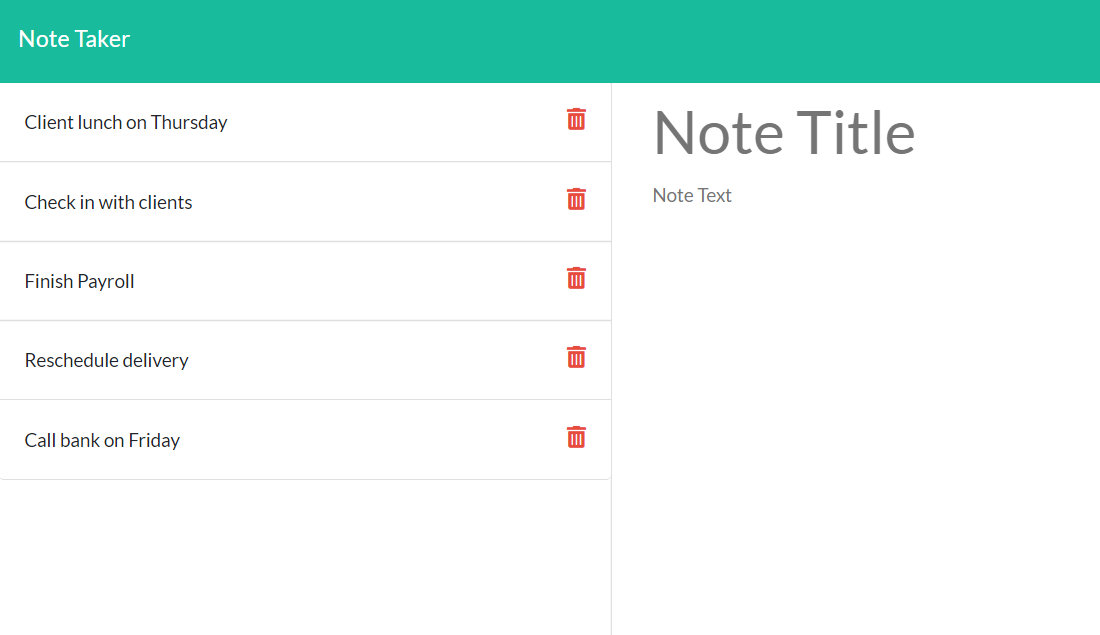 Note Taker
Client lunch on Thursday
Check in with clients
Finish Payroll
Reschedule delivery
Call bank on Friday
Note Title
Note Text